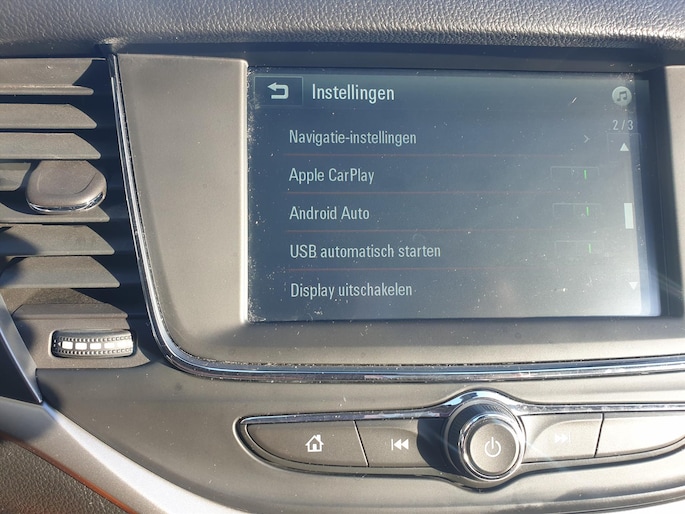 Instellingen
2/3
Navigatie-instellingen
Apple CarPlay
Android Auto
USB automatisch starten
Display uitschakelen